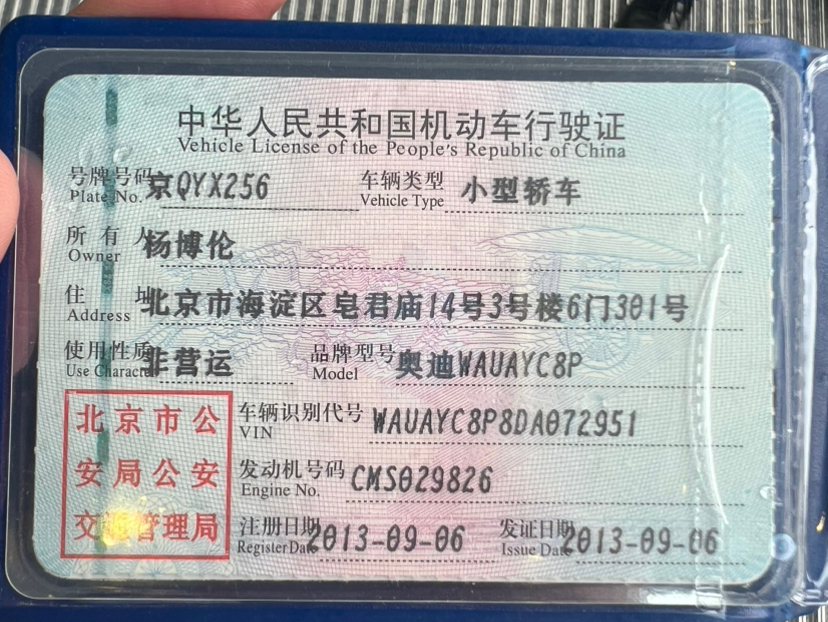 中华人民共和国机动车行驶证
Vehicle License of the People's Republic of China
号牌号码 京QYX256 车辆类型 小型轿车
Plate No. Vehicle Type
所有人 杨博伦
Owner
住址 北京市海淀区皂君庙14号3号楼6门301号
Address
使用性质 非营运 品牌型号 奥迪WAUAYC8P
Use Character Model
北京市公安局公安交通管理局
车辆识别代号 WAUAYC8P8DA072951
VIN
发动机号码 CMS029826
Engine No.
注册日期 2013-09-06 发证日期 2013-09-06
Register Date Issue Date